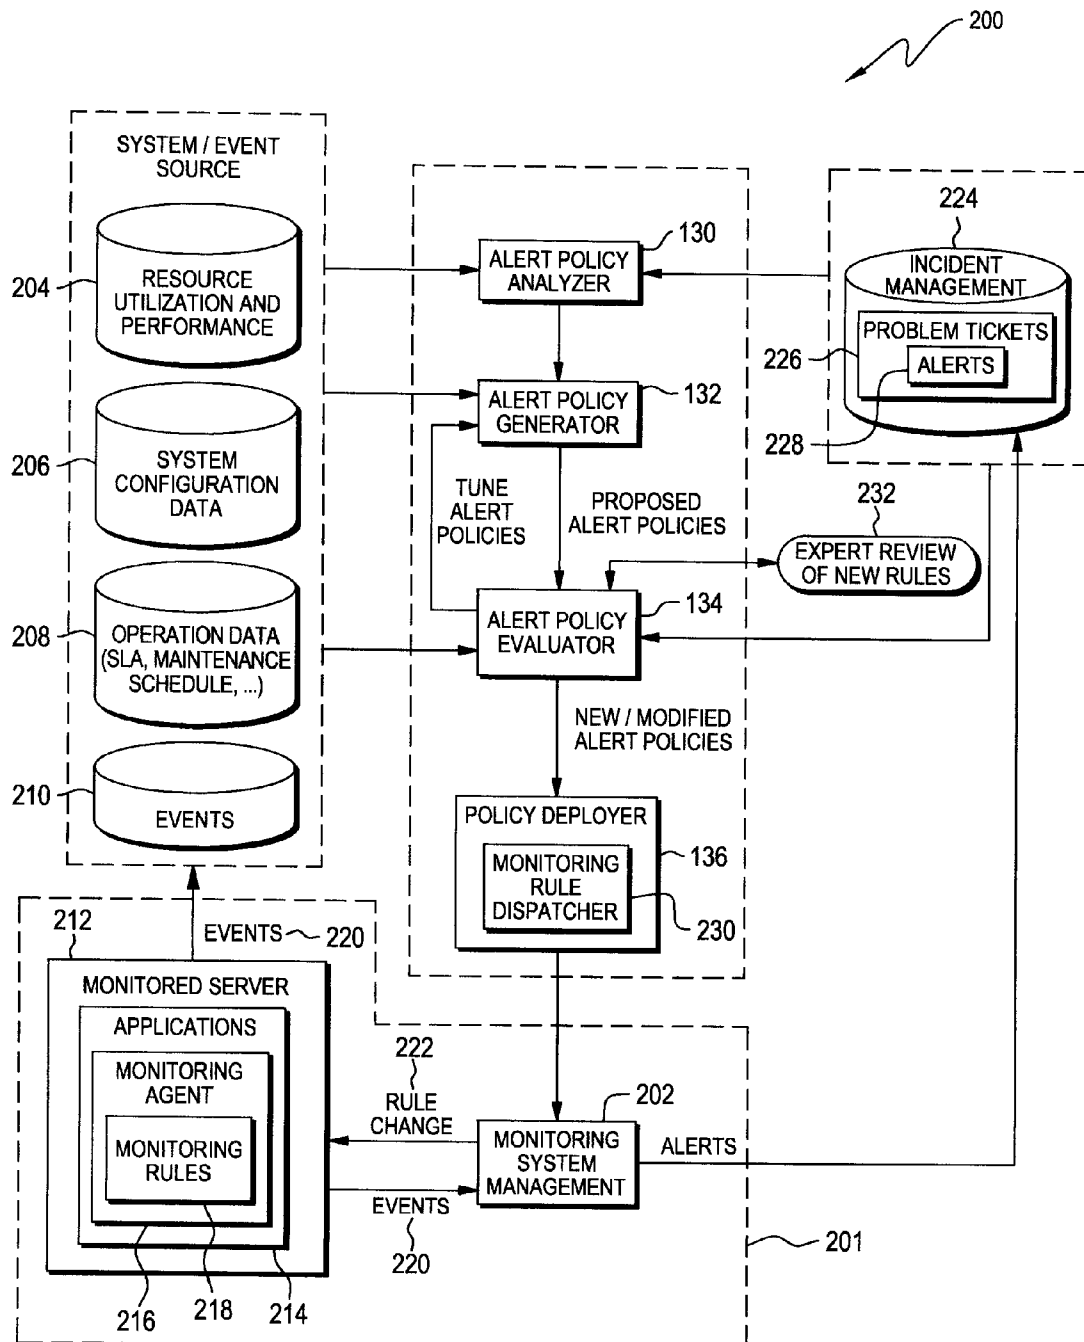 200
SYSTEM / EVENT
SOURCE
204
RESOURCE
UTILIZATION AND
PERFORMANCE
206
SYSTEM
CONFIGURATION
DATA
208
OPERATION DATA
(SLA, MAINTENANCE
SCHEDULE, ...)
210
EVENTS
130
ALERT POLICY
ANALYZER
132
ALERT POLICY
GENERATOR
TUNE
ALERT
POLICIES
PROPOSED
ALERT POLICIES
134
ALERT POLICY
EVALUATOR
NEW / MODIFIED
ALERT POLICIES
POLICY DEPLOYER
136
MONITORING
RULE
DISPATCHER
230
224
INCIDENT
MANAGEMENT
PROBLEM TICKETS
226
ALERTS
228
232
EXPERT REVIEW
OF NEW RULES
212
EVENTS
220
MONITORED SERVER
APPLICATIONS
MONITORING
AGENT
MONITORING
RULES
216
218
214
222
RULE
CHANGE
EVENTS
220
202
MONITORING
SYSTEM
MANAGEMENT
ALERTS
201